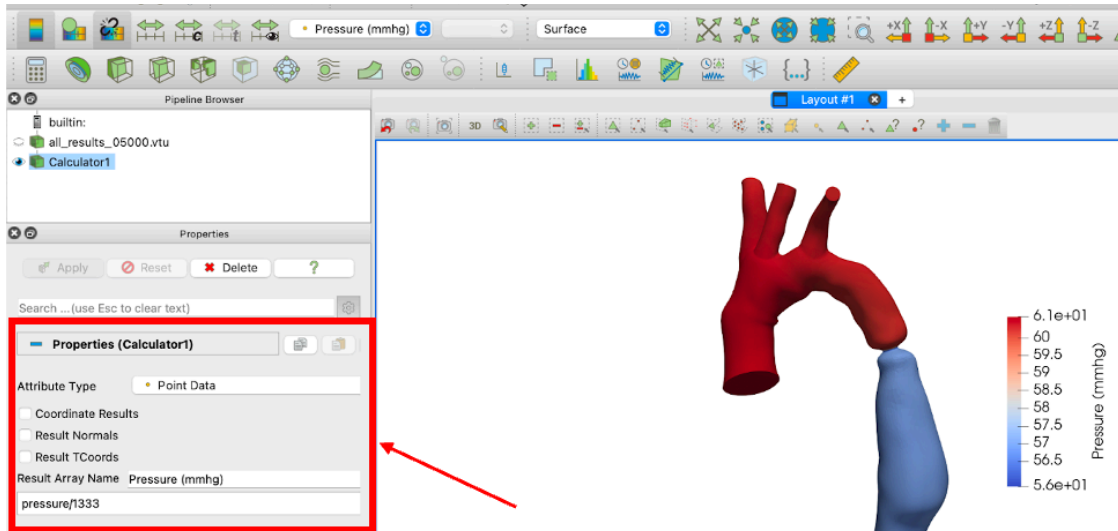 Pressure (mmhg)
Surface
+X
-X
+Y
-Y
+Z
-Z
Pipeline Browser
Layout #1
+
builtin:
all_results_05000.vtu
Calculator1
3D
Properties
Apply
Reset
Delete
?
Search ...(use Esc to clear text)
Properties (Calculator1)
Attribute Type
Point Data
Coordinate Results
Result Normals
Result TCoords
Result Array Name
Pressure (mmhg)
pressure/1333
6.1e+01
60
59.5
59
58.5
58
57.5
57
56.5
5.6e+01
Pressure (mmhg)